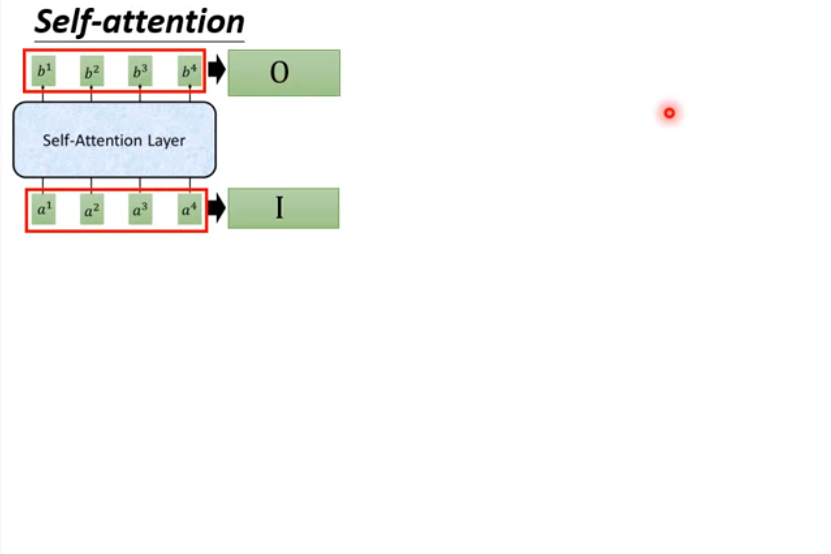 Self-attention
b¹ b² b³ b⁴ O
Self-Attention Layer
a¹ a² a³ a⁴ I